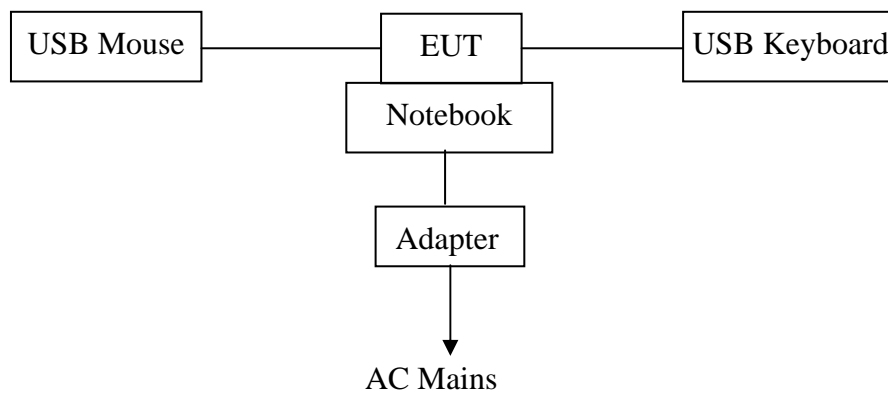 USB Mouse
EUT
USB Keyboard
Notebook
Adapter
AC Mains